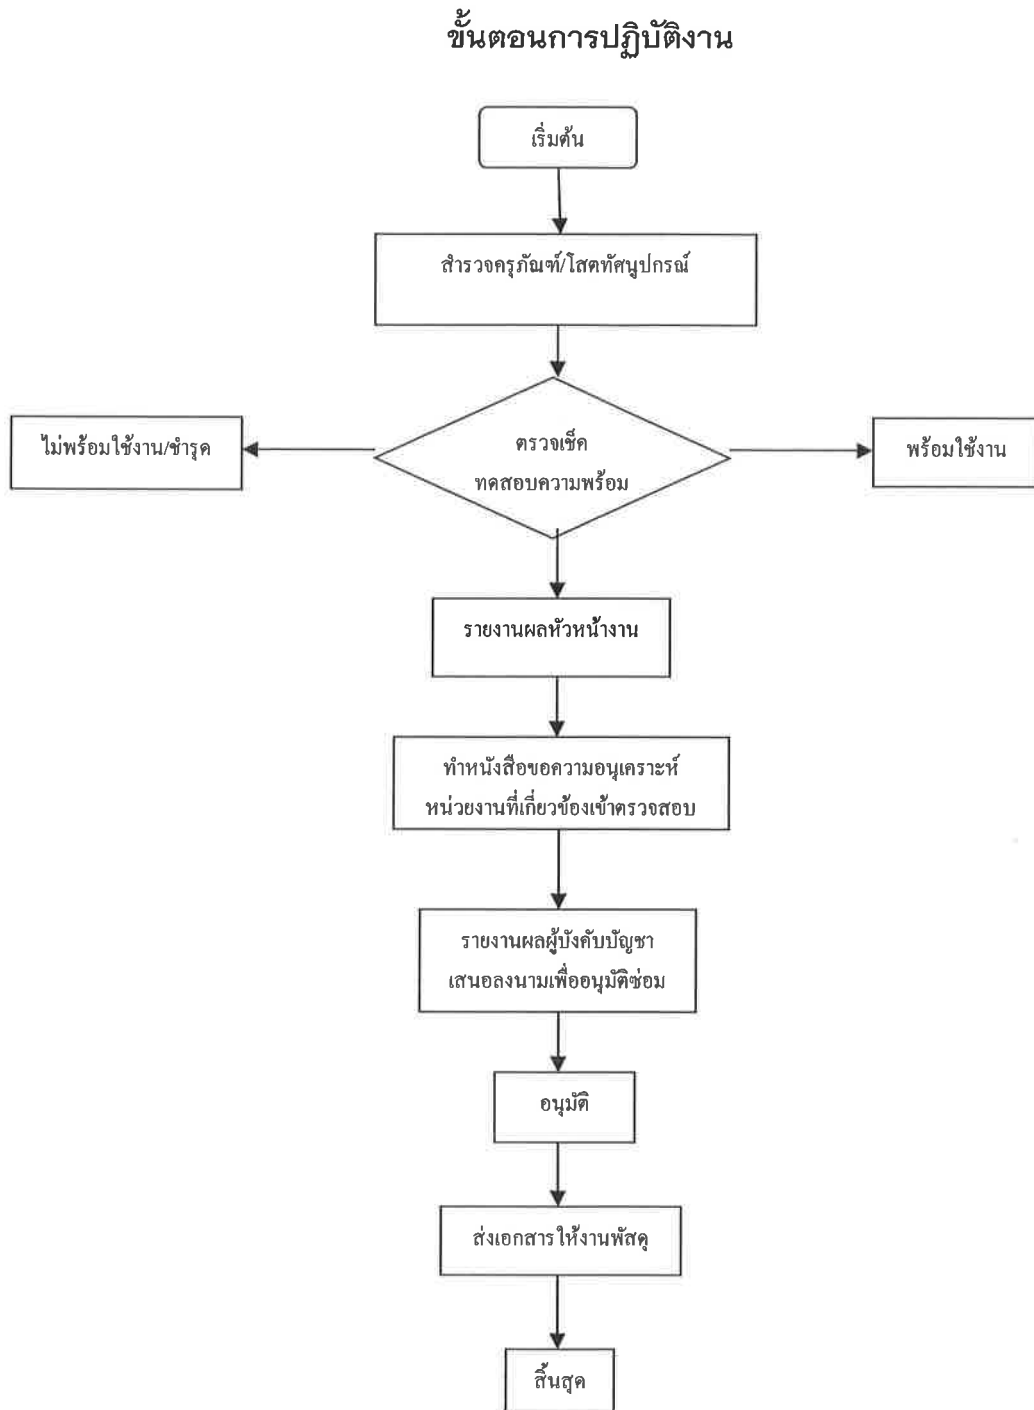 ขั้นตอนการปฏิบัติงาน
เริ่มต้น
สำรวจครุภัณฑ์/โสตทัศนูปกรณ์
ไม่พร้อมใช้งาน/ชำรุด
ตรวจเช็ค
ทดสอบความพร้อม
พร้อมใช้งาน
รายงานผลหัวหน้างาน
ทำหนังสือขอความอนุเคราะห์
หน่วยงานที่เกี่ยวข้องเข้าตรวจสอบ
รายงานผลผู้บังคับบัญชา
เสนอลงนามเพื่ออนุมัติซ่อม
อนุมัติ
ส่งเอกสารให้งานพัสดุ
สิ้นสุด